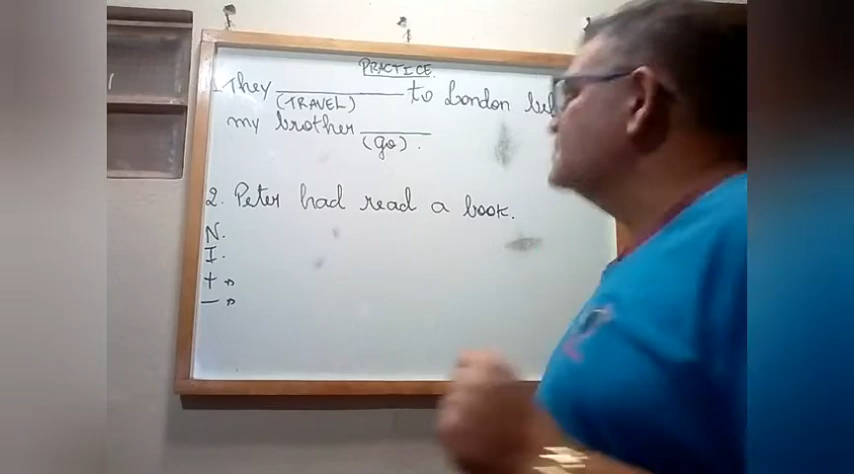 PRACTICE
1. They ________ to London
(TRAVEL)
my brother ________
(go).
2. Peter had read a book.
N.
I.
+ »
- »